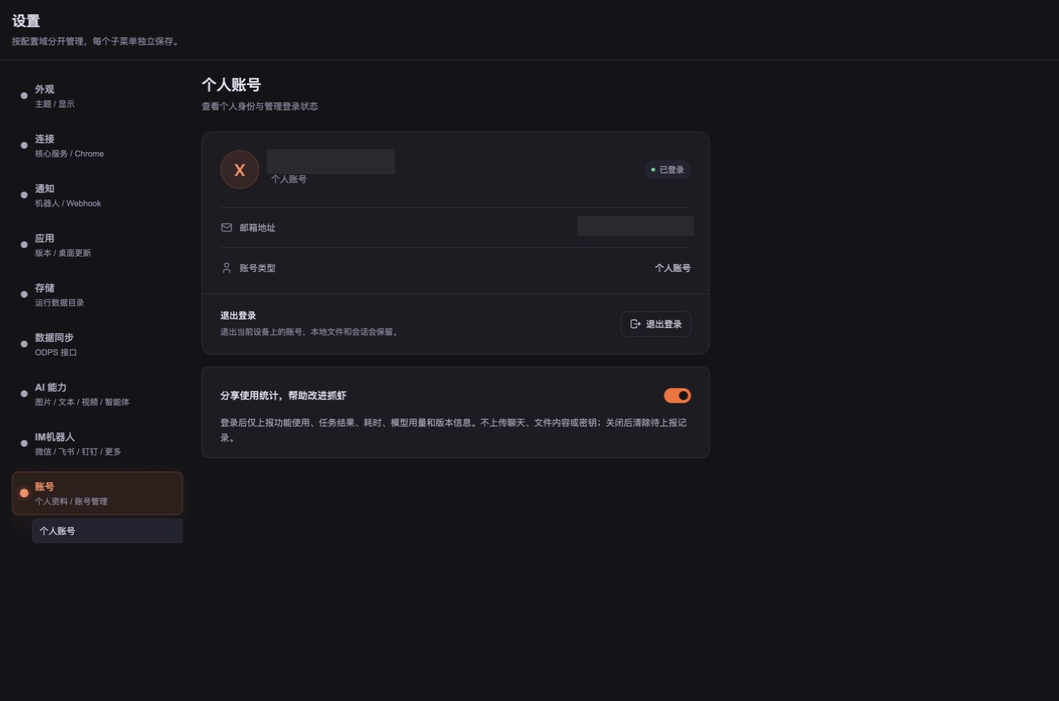 设置
按配置域分开管理，每个子菜单独立保存。
外观
主题 / 显示
连接
核心服务 / Chrome
通知
机器人 / Webhook
应用
版本 / 桌面更新
存储
运行数据目录
数据同步
ODPS 接口
AI 能力
图片 / 文本 / 视频 / 智能体
IM机器人
微信 / 飞书 / 钉钉 / 更多
账号
个人资料 / 账号管理
个人账号
个人账号
查看个人身份与管理登录状态
X
个人账号
已登录
邮箱地址
账号类型
个人账号
退出登录
退出当前设备上的账号，本地文件和会话会保留。
退出登录
分享使用统计，帮助改进抓虾
登录后仅上报功能使用、任务结果、耗时、模型用量和版本信息。不上传聊天、文件内容或密钥；关闭后清除待上报记
录。